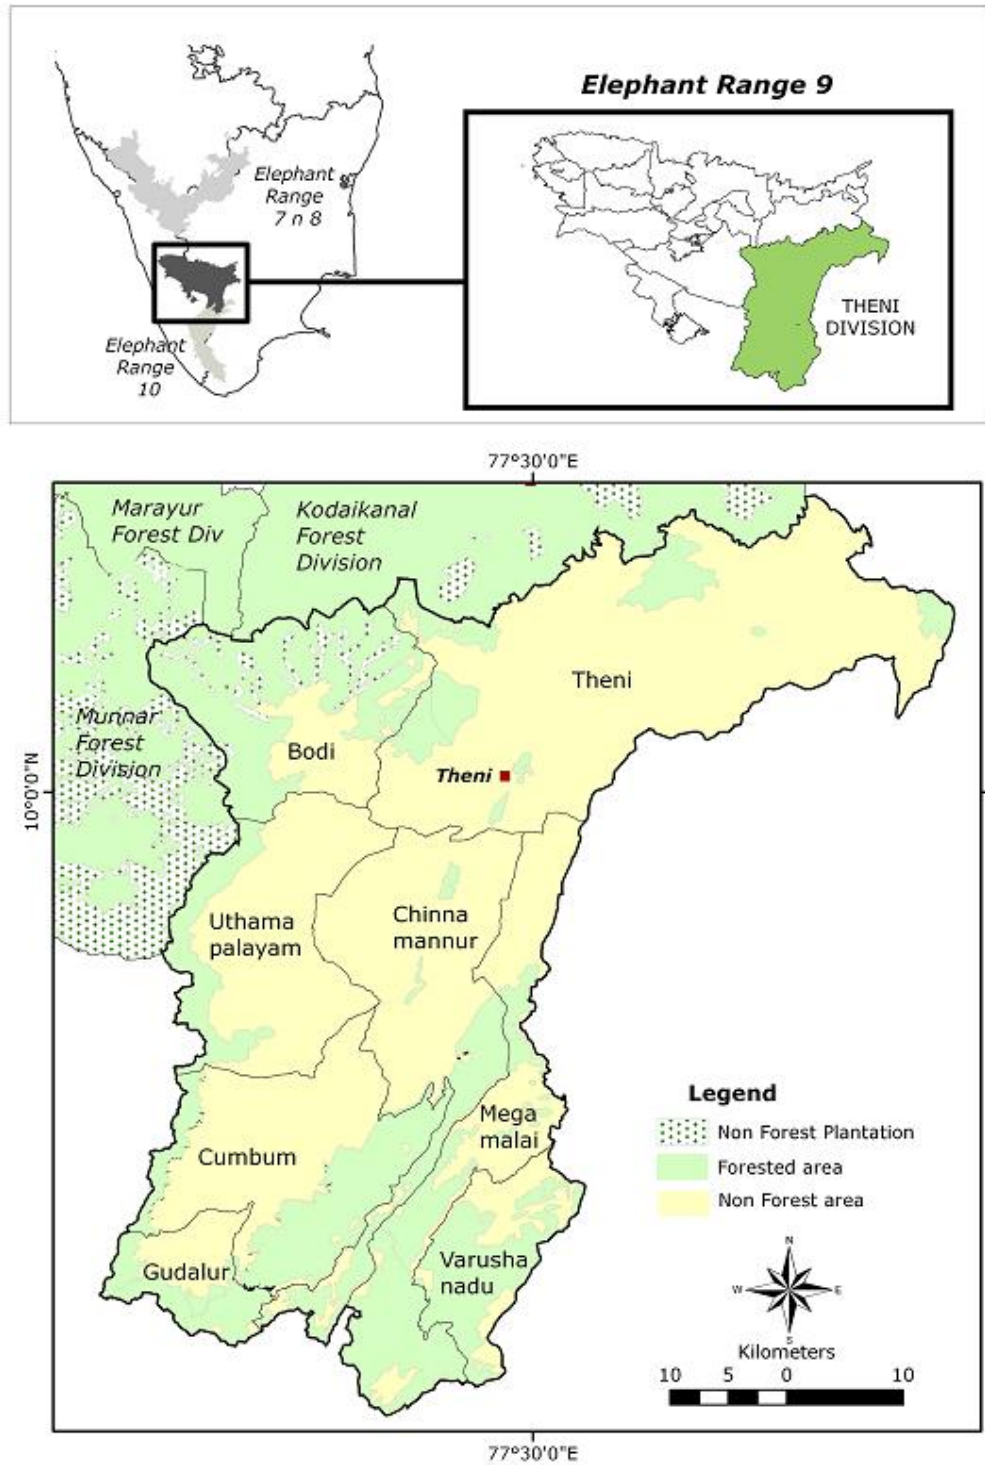 Elephant Range 9
Elephant
Range
7 n 8
THENI
DIVISION
Elephant
Range
10
77°30'0"E
Marayur
Forest Div
Kodaikanal
Forest
Division
Theni
Munnar
Forest
Division
Bodi
Theni
10°0'0"N
Uthama
palayam
Chinna
mannur
Legend
Non Forest Plantation
Forested area
Non Forest area
Mega
malai
Cumbum
Gudalur
Varusha
nadu
N
W
E
S
Kilometers
10 5 0 10
77°30'0"E